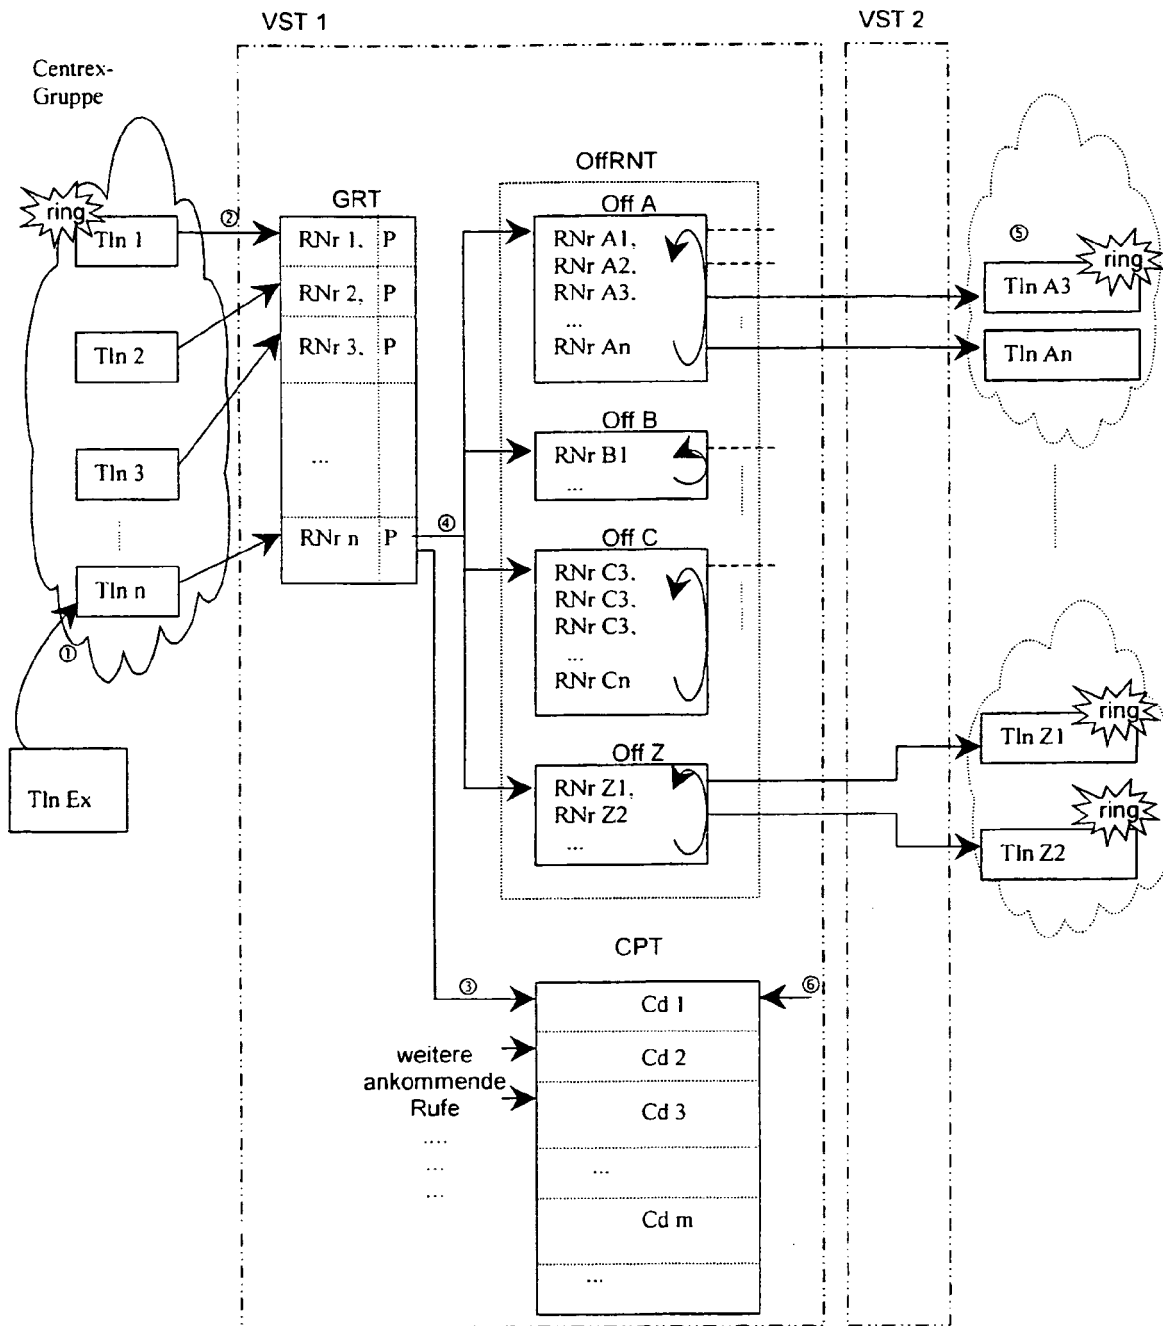 VST 1
VST 2
Centrex-
Gruppe
OffRNT
GRT
Off A
ring
Tln 1
②
RNr 1,
P
RNr A1,
RNr A2,
RNr A3,
...
RNr An
⑤
ring
Tln A3
Tln An
RNr 2,
P
Tln 2
RNr 3,
P
Off B
RNr B1
...
Tln 3
...
RNr n
P
④
Off C
RNr C3,
RNr C3,
RNr C3,
...
RNr Cn
Tln n
①
Tln Ex
Off Z
RNr Z1,
RNr Z2
...
ring
Tln Z1
ring
Tln Z2
CPT
③
Cd 1
⑥
weitere
ankommende
Rufe
....
...
...
Cd 2
Cd 3
...
Cd m
...